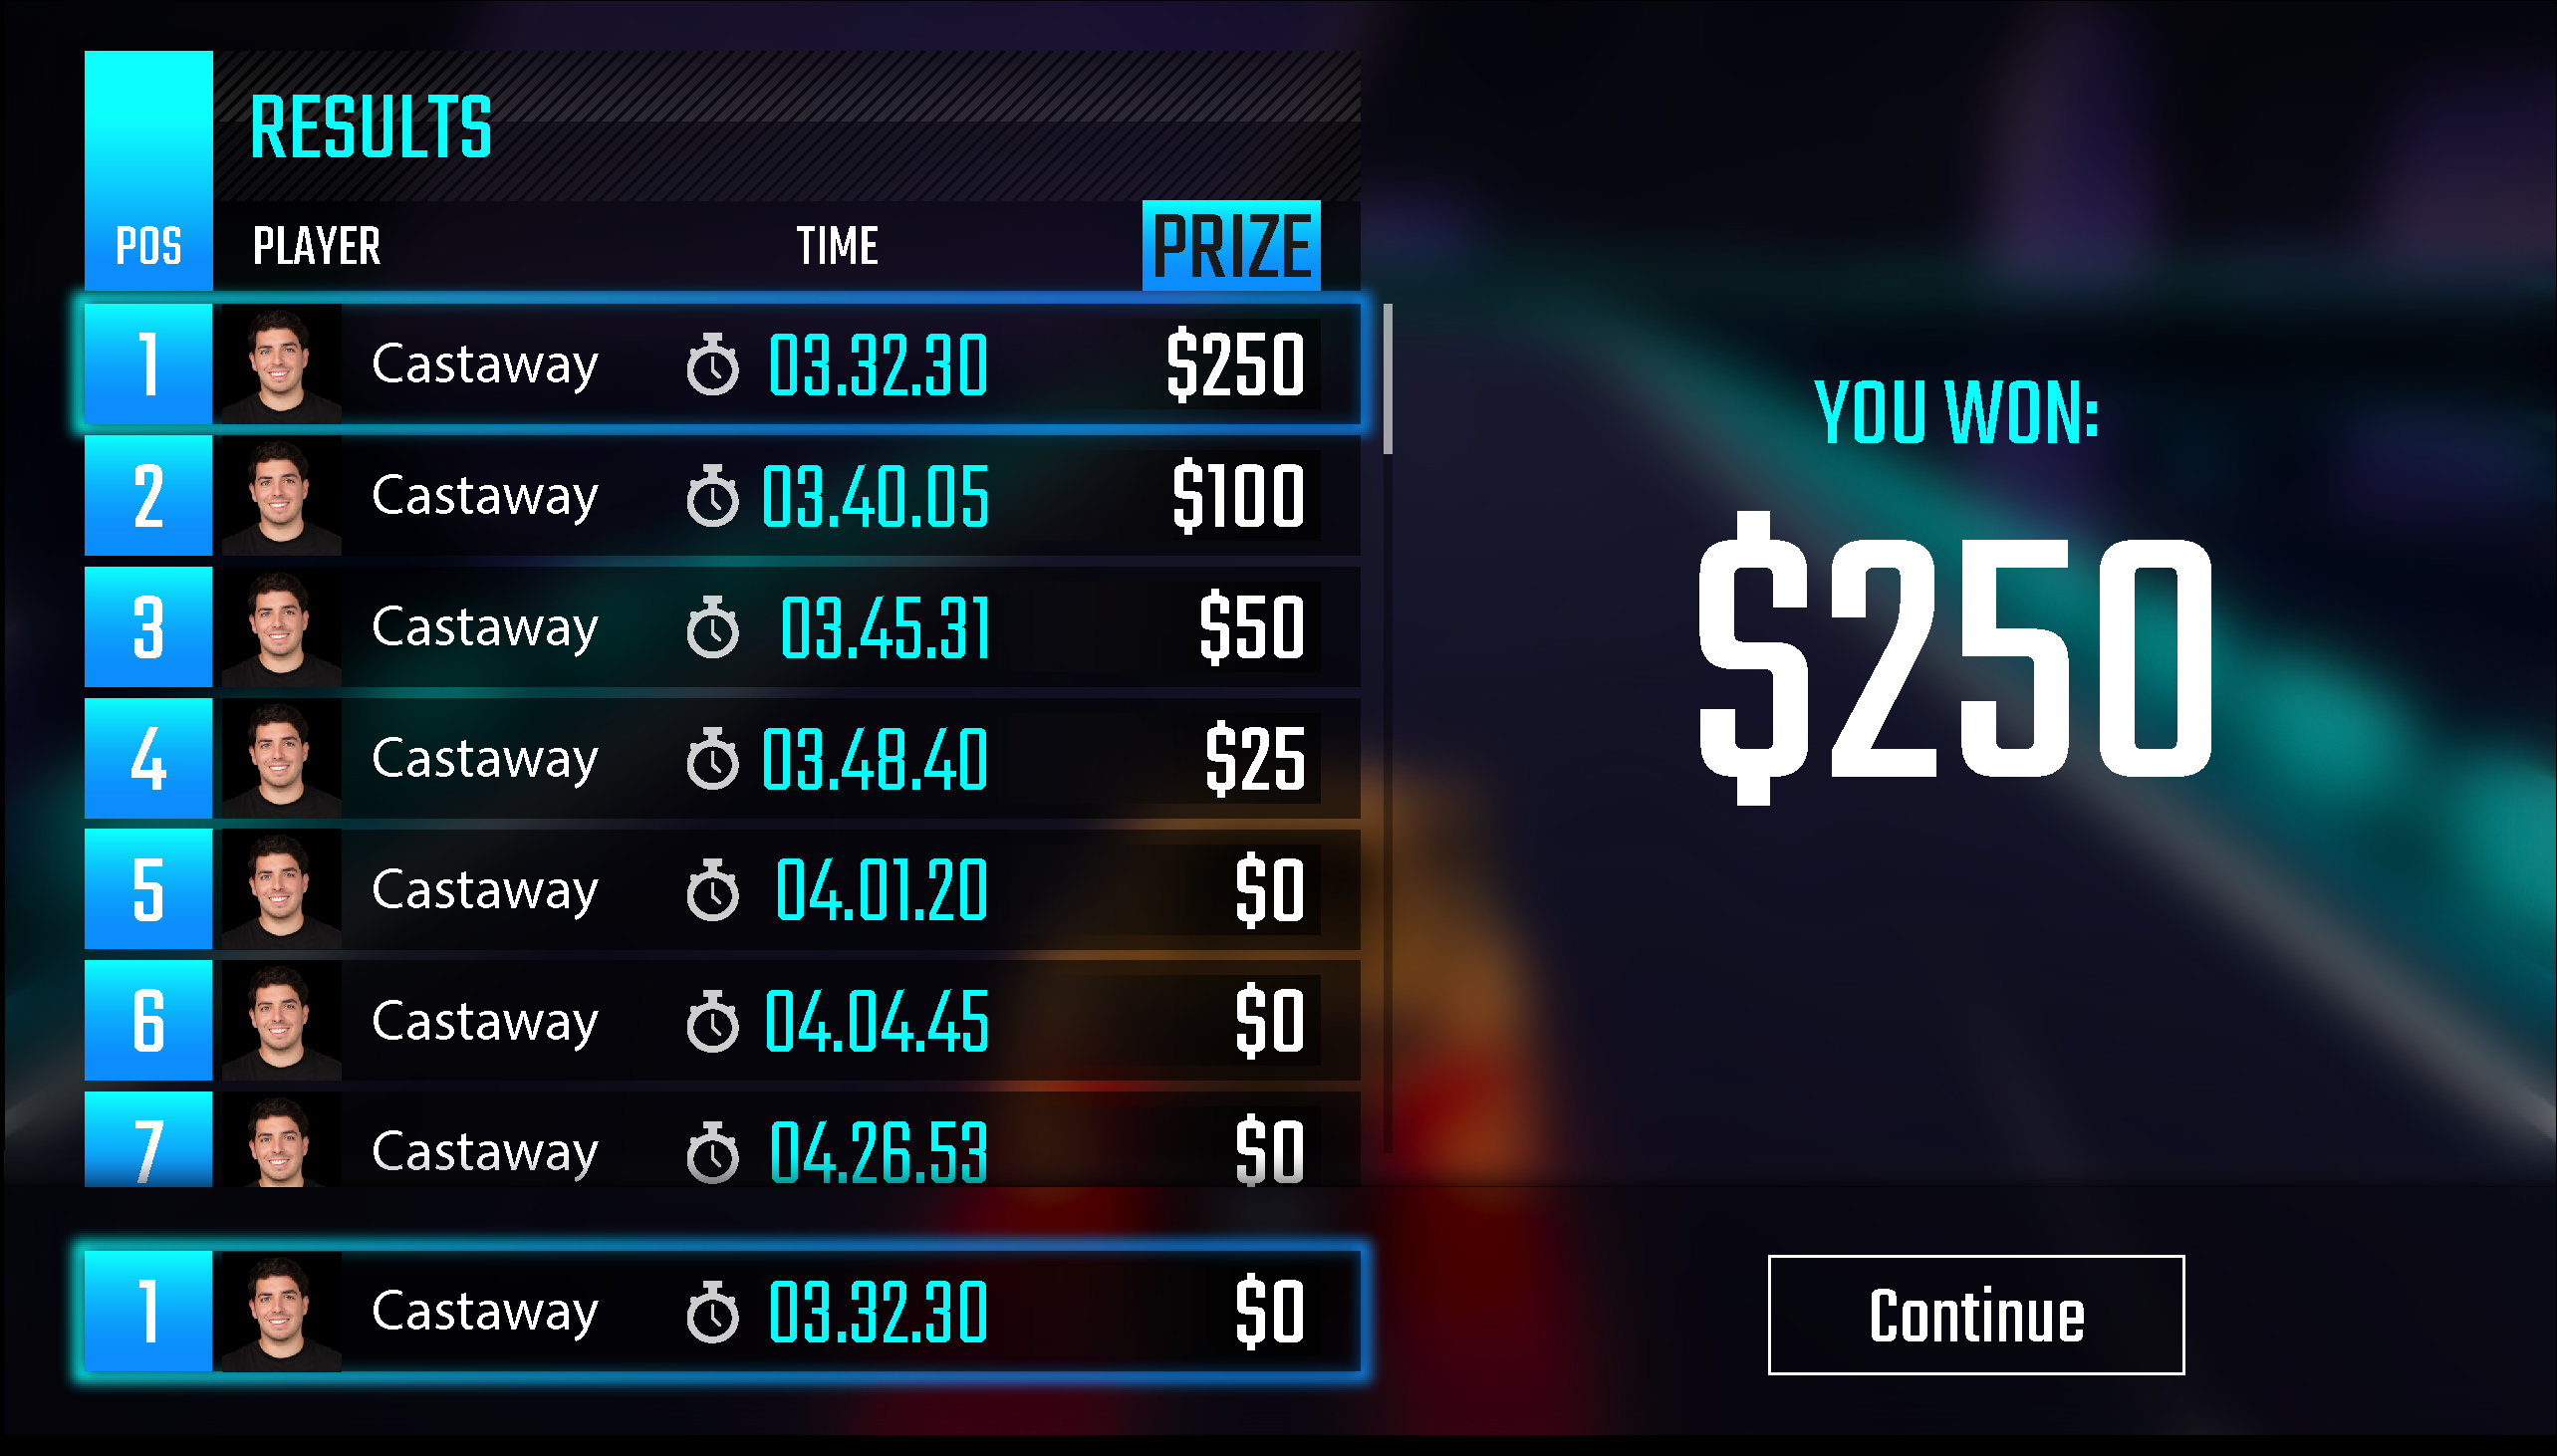 RESULTS
POS PLAYER TIME PRIZE
1 Castaway 03.32.30 $250
2 Castaway 03.40.05 $100
3 Castaway 03.45.31 $50
4 Castaway 03.48.40 $25
5 Castaway 04.01.20 $0
6 Castaway 04.04.45 $0
7 Castaway 04.26.53 $0
1 Castaway 03.32.30 $0
YOU WON:
$250
Continue